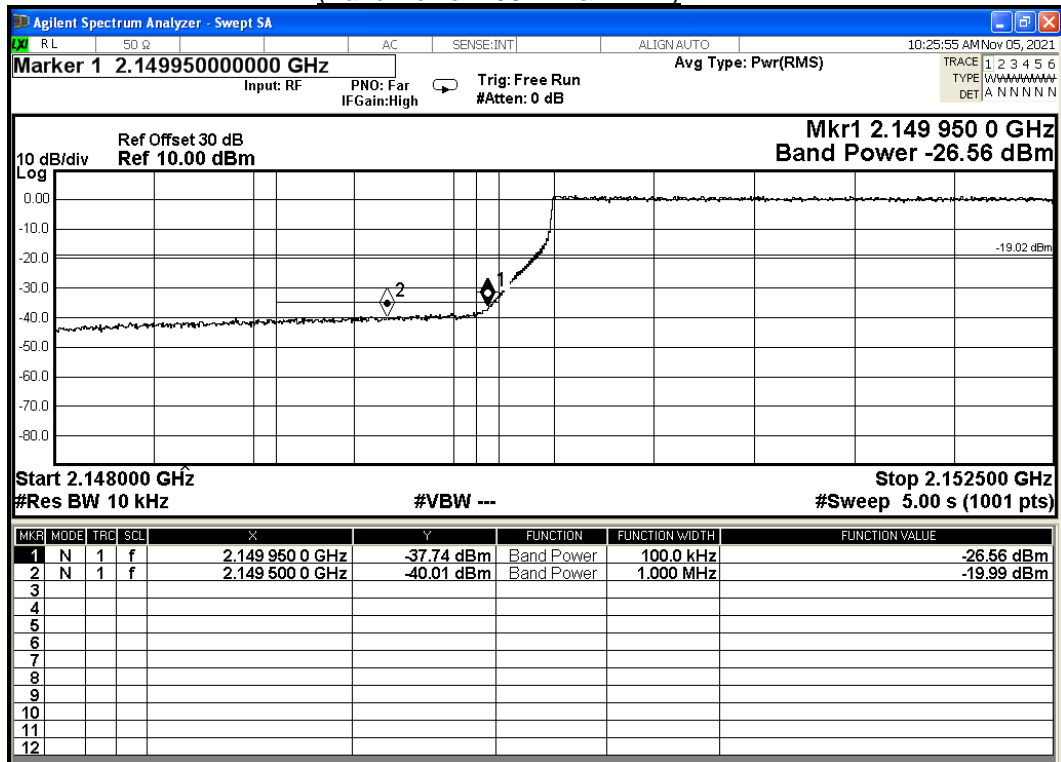 Agilent Spectrum Analyzer - Swept SA
LXI RL 50 Ω AC SENSE:INT ALIGN AUTO 10:25:55 AM Nov 05, 2021
Marker 1 2.149950000000 GHz
Input: RF
PNO: Far
IFGain:High
Trig: Free Run
#Atten: 0 dB
Avg Type: Pwr(RMS)
TRACE 1 2 3 4 5 6
TYPE
DET A N N N N N
Ref Offset 30 dB
10 dB/div Ref 10.00 dBm
Log
Mkr1 2.149 950 0 GHz
Band Power -26.56 dBm
0.00
-10.0
-19.02 dBm
-20.0
-30.0
2
1
-40.0
-50.0
-60.0
-70.0
-80.0
Start 2.148000 GHz Stop 2.152500 GHz
#Res BW 10 kHz #VBW --- #Sweep 5.00 s (1001 pts)
MKR MODE TRC SCL X Y FUNCTION FUNCTION WIDTH FUNCTION VALUE
1 N 1 f 2.149 950 0 GHz -37.74 dBm Band Power 100.0 kHz -26.56 dBm
2 N 1 f 2.149 500 0 GHz -40.01 dBm Band Power 1.000 MHz -19.99 dBm
3
4
5
6
7
8
9
10
11
12